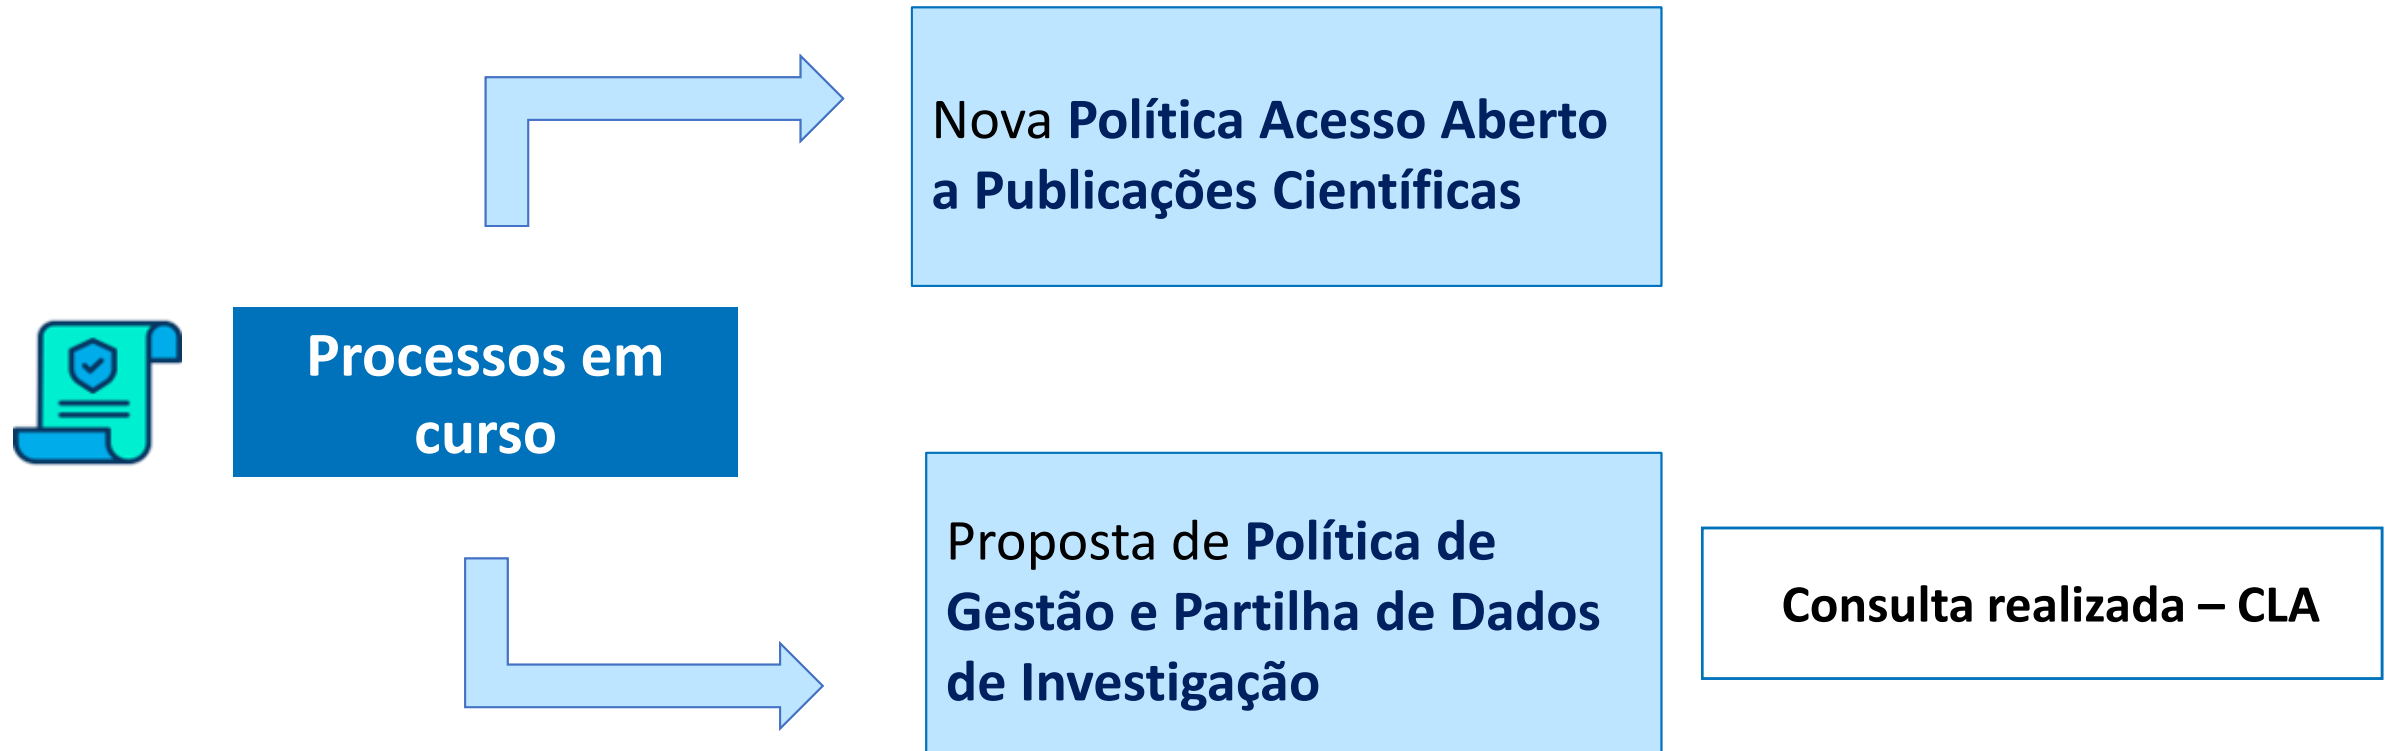 Nova Política Acesso Aberto
a Publicações Científicas
Processos em
curso
Proposta de Política de
Gestão e Partilha de Dados
de Investigação
Consulta realizada – CLA